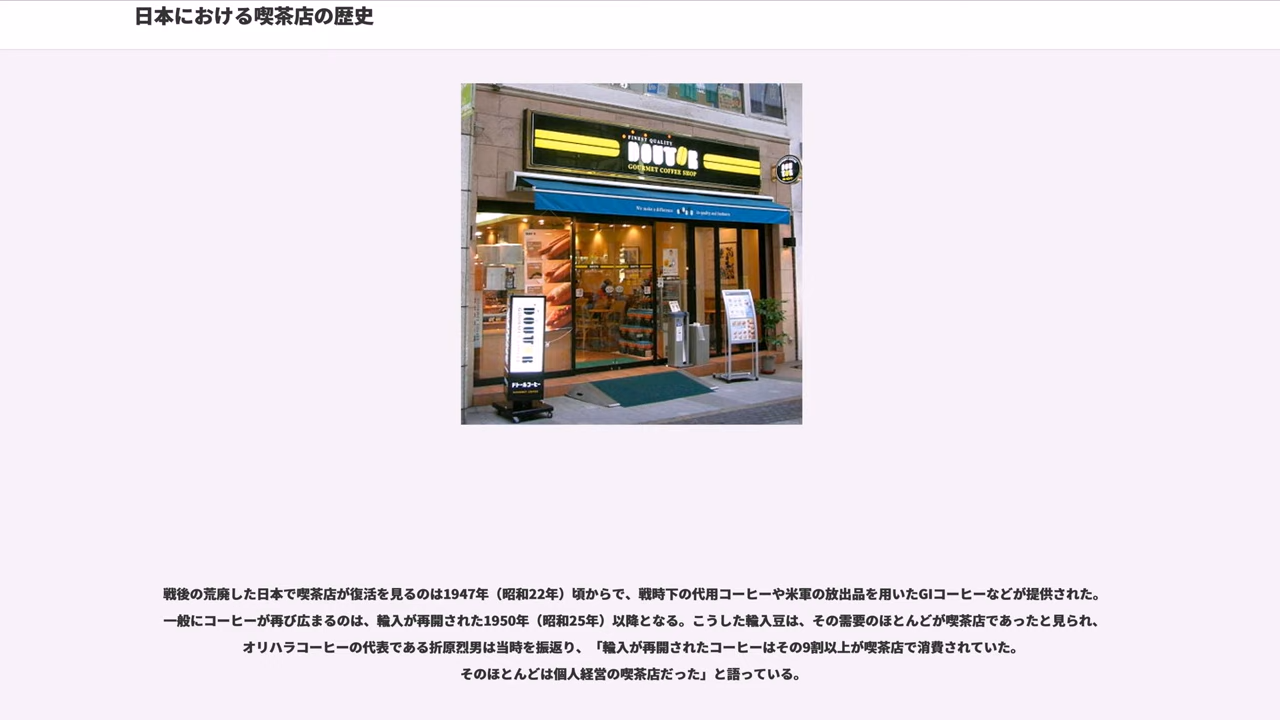 日本における喫茶店の歴史
FINEST QUALITY
DOUTOR
GOURMET COFFEE SHOP
We make a difference
DOUTOR
ドトールコーヒー
戦後の荒廃した日本で喫茶店が復活を見るのは1947年（昭和22年）頃からで、戦時下の代用コーヒーや米軍の放出品を用いたGIコーヒーなどが提供された。
一般にコーヒーが再び広まるのは、輸入が再開された1950年（昭和25年）以降となる。こうした輸入豆は、その需要のほとんどが喫茶店であったと見られ、
オリハラコーヒーの代表である折原烈男は当時を振返り、「輸入が再開されたコーヒーはその9割以上が喫茶店で消費されていた。
そのほとんどは個人経営の喫茶店だった」と語っている。